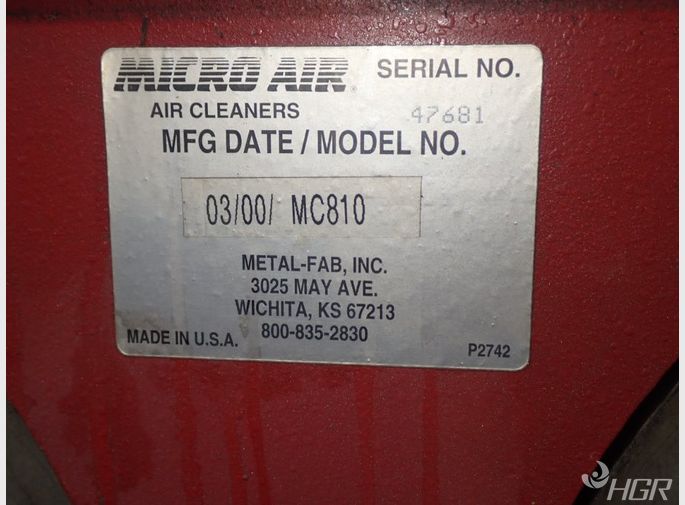 MICRO AIR®
AIR CLEANERS
SERIAL NO.
47681
MFG DATE / MODEL NO.
03/00/ MC810
METAL-FAB, INC.
3025 MAY AVE.
WICHITA, KS 67213
800-835-2830
MADE IN U.S.A.
P2742
HGR